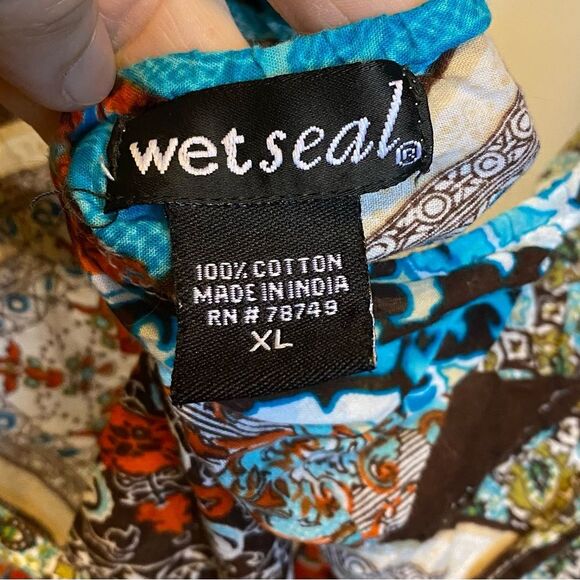 wetseal®
100% COTTON
MADE IN INDIA
RN # 78749
XL